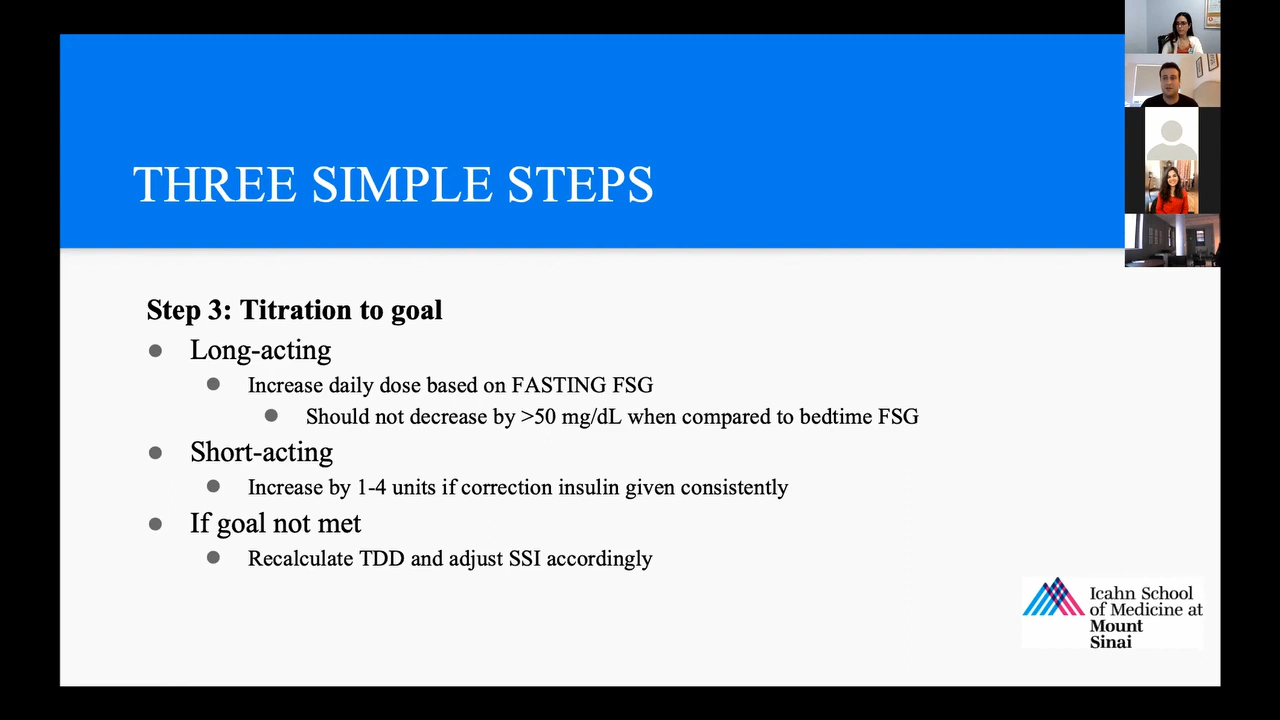 THREE SIMPLE STEPS
Step 3: Titration to goal
Long-acting
Increase daily dose based on FASTING FSG
Should not decrease by >50 mg/dL when compared to bedtime FSG
Short-acting
Increase by 1-4 units if correction insulin given consistently
If goal not met
Recalculate TDD and adjust SSI accordingly
Icahn School
of Medicine at
Mount
Sinai